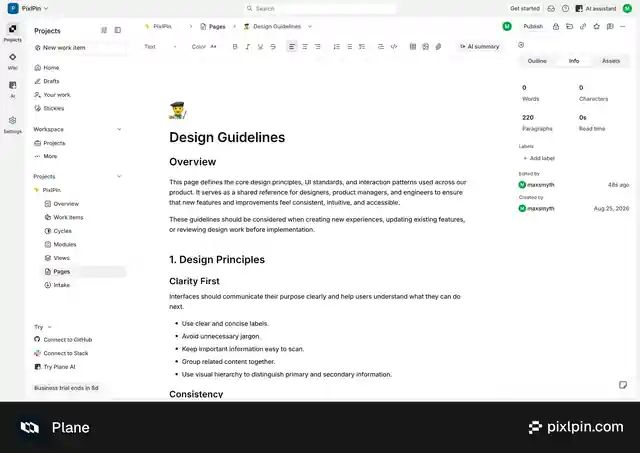 P PixlPin
Search
Get started
AI assistant
M
Projects
Wiki
AI
Settings
Projects
New work item
Home
Drafts
Your work
Stickies
Workspace
Projects
More
Projects
PixlPin
Overview
Work items
Cycles
Modules
Views
Pages
Intake
Try
Connect to GitHub
Connect to Slack
Try Plane AI
Business trial ends in 8d
PixlPin > Pages > Design Guidelines
M Publish
Text Color B I U S AI summary
Design Guidelines
Overview
This page defines the core design principles, UI standards, and interaction patterns used across our
product. It serves as a shared reference for designers, product managers, and engineers to ensure
that new features and improvements feel consistent, intuitive, and accessible.
These guidelines should be considered when creating new experiences, updating existing features,
or reviewing design work before implementation.
1. Design Principles
Clarity First
Interfaces should communicate their purpose clearly and help users understand what they can do
next.
• Use clear and concise labels.
• Avoid unnecessary jargon.
• Keep important information easy to scan.
• Group related content together.
• Use visual hierarchy to distinguish primary and secondary information.
Consistency
Outline Info Assets
0 0
Words Characters
220 0s
Paragraphs Read time
Labels
+ Add label
Edited by
M maxsmyth 48s ago
Created by
M maxsmyth Aug 25, 2026
Plane
pixlpin.com